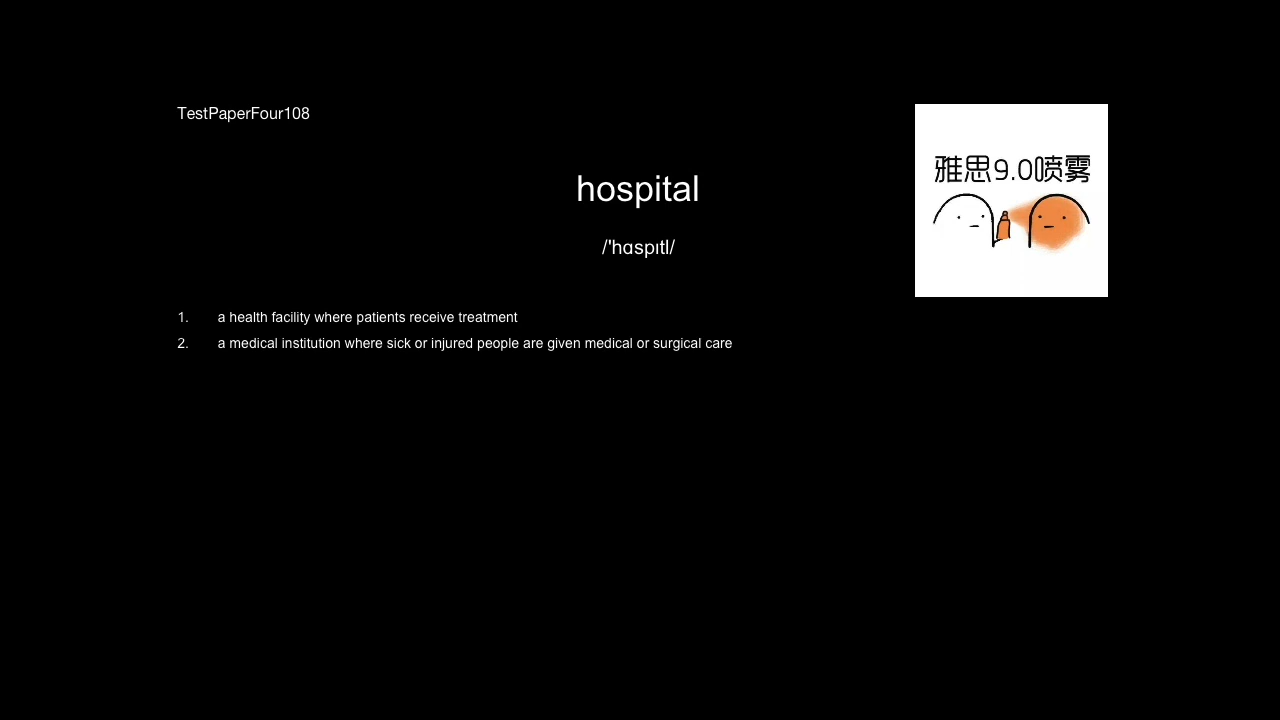 TestPaperFour108
雅思9.0喷雾
hospital
/'hɑspɪtl/
1. a health facility where patients receive treatment
2. a medical institution where sick or injured people are given medical or surgical care